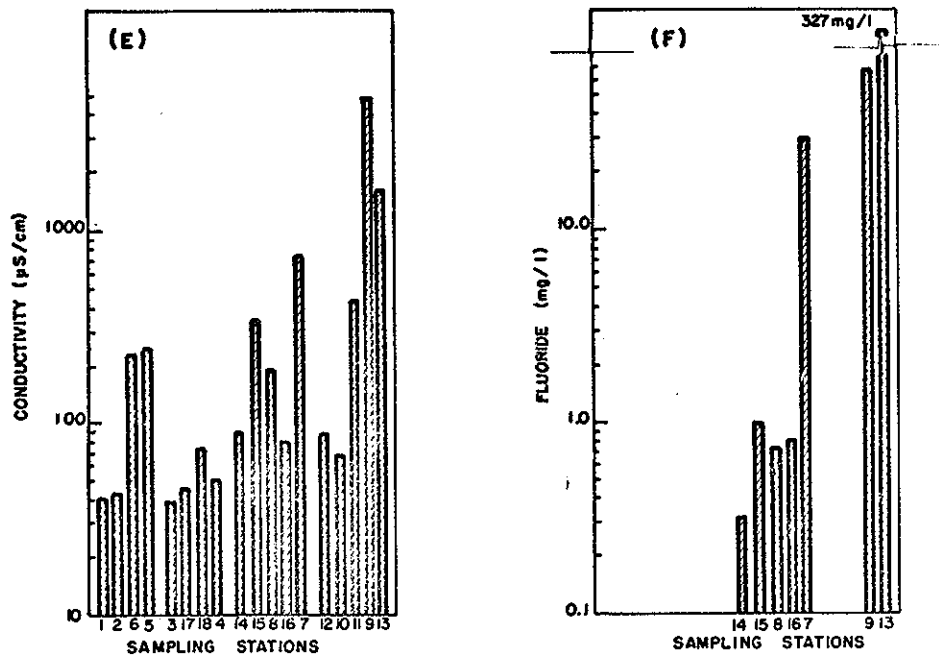 (E)
CONDUCTIVITY (µS/cm)
1000
100
10
1 2 6 5 3 17 18 4 14 15 8 16 7 12 10 11 9 13
SAMPLING STATIONS
(F)
327 mg/l
FLUORIDE (mg/l)
10.0
1.0
0.1
14 15 8 16 7 9 13
SAMPLING STATIONS